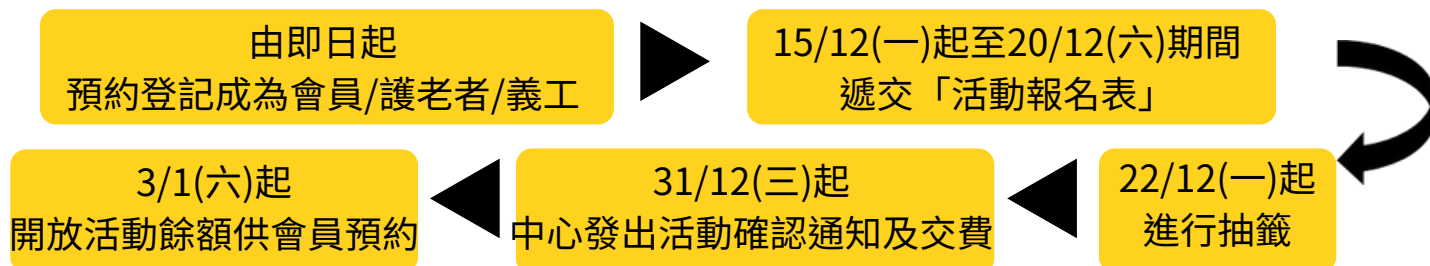 由即日起
預約登記成為會員/護老者/義工
15/12(一)起至20/12(六)期間
遞交「活動報名表」
22/12(一)起
進行抽籤
31/12(三)起
中心發出活動確認通知及交費
3/1(六)起
開放活動餘額供會員預約